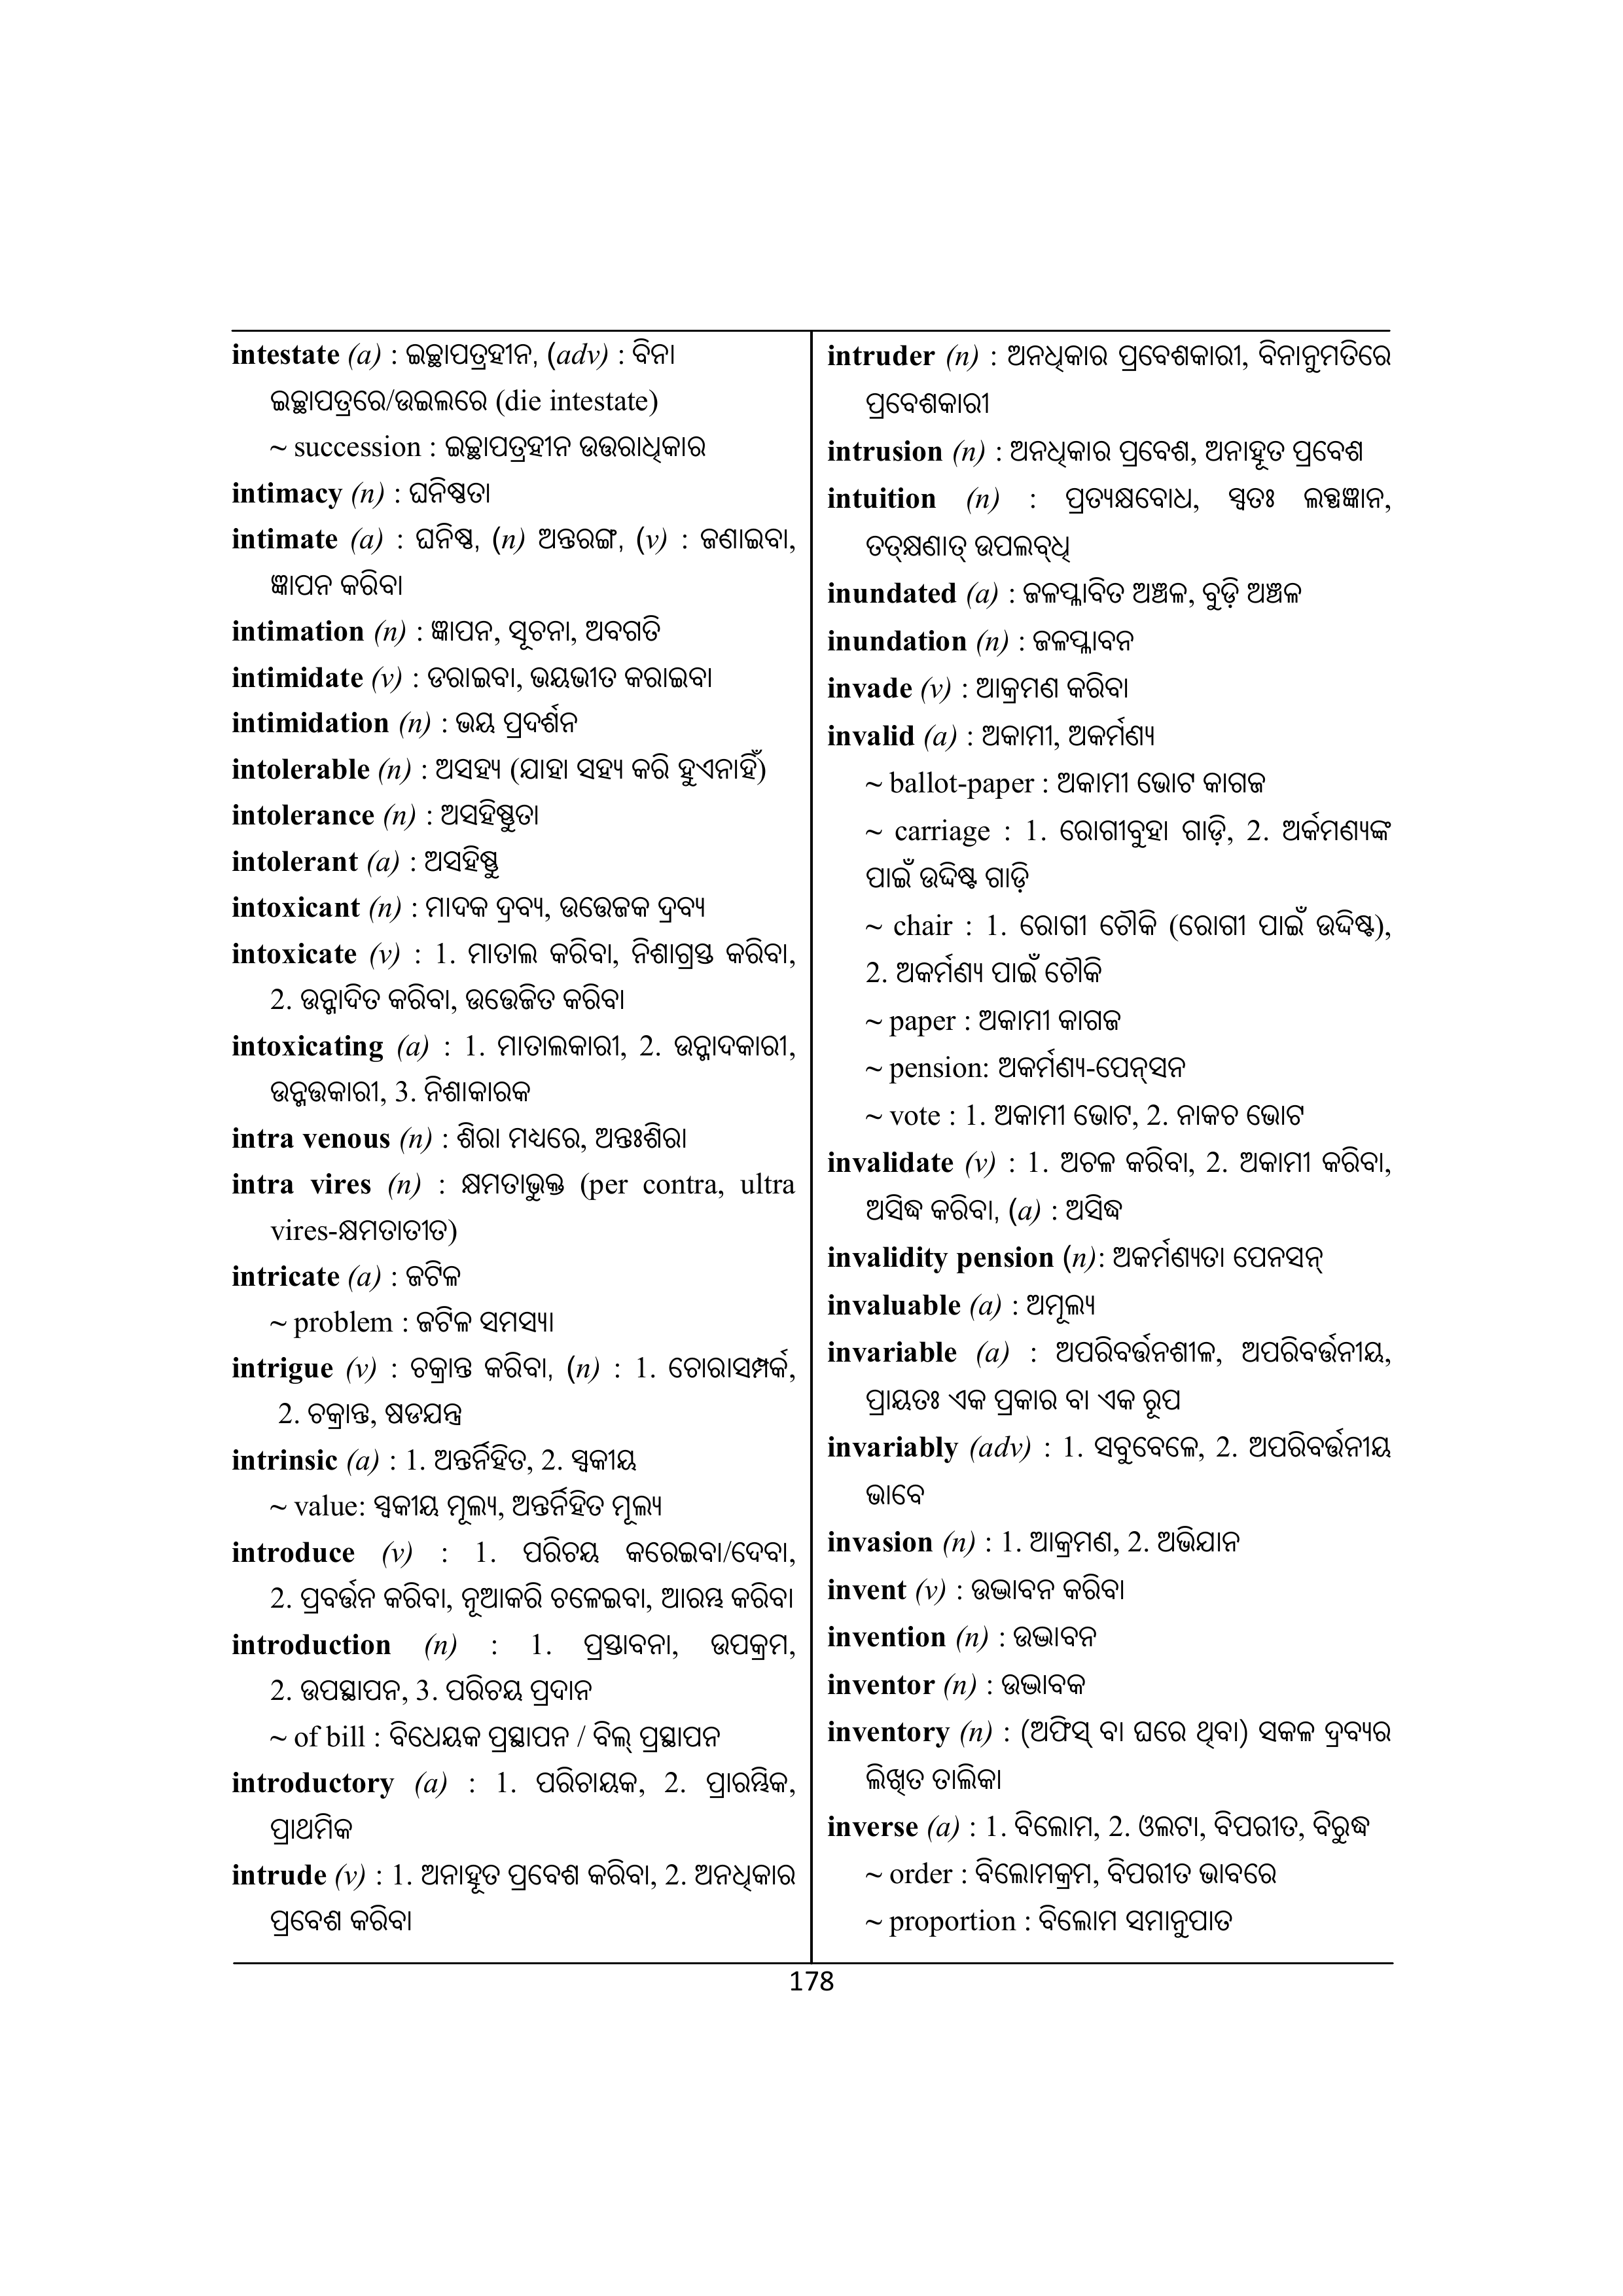 intestate (a) : ଇଚ୍ଛାପତ୍ରହୀନ, (adv) : ବିନା
ଇଚ୍ଛାପତ୍ରରେ/ଉଇଲରେ (die intestate)
~ succession : ଇଚ୍ଛାପତ୍ରହୀନ ଉତ୍ତରାଧିକାର
intimacy (n) : ଘନିଷ୍ଠତା
intimate (a) : ଘନିଷ୍ଠ, (n) ଅନ୍ତରଙ୍ଗ, (v) : ଜଣାଇବା,
ଜ୍ଞାପନ କରିବା
intimation (n) : ଜ୍ଞାପନ, ସୂଚନା, ଅବଗତି
intimidate (v) : ଡରାଇବା, ଭୟଭୀତ କରାଇବା
intimidation (n) : ଭୟ ପ୍ରଦର୍ଶନ
intolerable (n) : ଅସହ୍ୟ (ଯାହା ସହ୍ୟ କରି ହୁଏନାହିଁ)
intolerance (n) : ଅସହିଷ୍ଣୁତା
intolerant (a) : ଅସହିଷ୍ଣୁ
intoxicant (n) : ମାଦକ ଦ୍ରବ୍ୟ, ଉତ୍ତେଜକ ଦ୍ରବ୍ୟ
intoxicate (v) : 1. ମାତାଲ କରିବା, ନିଶାଗ୍ରସ୍ତ କରିବା,
2. ଉନ୍ମାଦିତ କରିବା, ଉତ୍ତେଜିତ କରିବା
intoxicating (a) : 1. ମାତାଲକାରୀ, 2. ଉନ୍ମାଦକାରୀ,
ଉନ୍ମତ୍ତକାରୀ, 3. ନିଶାକାରକ
intra venous (n) : ଶିରା ମଧ୍ୟରେ, ଅନ୍ତଃଶିରା
intra vires (n) : କ୍ଷମତାଭୁକ୍ତ (per contra, ultra
vires-କ୍ଷମତାତୀତ)
intricate (a) : ଜଟିଳ
~ problem : ଜଟିଳ ସମସ୍ୟା
intrigue (v) : ଚକ୍ରାନ୍ତ କରିବା, (n) : 1. ଚୋରାସମ୍ପର୍କ,
2. ଚକ୍ରାନ୍ତ, ଷଡଯନ୍ତ୍ର
intrinsic (a) : 1. ଅନ୍ତର୍ନିହିତ, 2. ସ୍ୱକୀୟ
~ value: ସ୍ୱକୀୟ ମୂଲ୍ୟ, ଅନ୍ତର୍ନିହିତ ମୂଲ୍ୟ
introduce (v) : 1. ପରିଚୟ କରେଇବା/ଦେବା,
2. ପ୍ରବର୍ତ୍ତନ କରିବା, ନୂଆକରି ଚଳେଇବା, ଆରମ୍ଭ କରିବା
introduction (n) : 1. ପ୍ରସ୍ତାବନା, ଉପକ୍ରମ,
2. ଉପସ୍ଥାପନ, 3. ପରିଚୟ ପ୍ରଦାନ
~ of bill : ବିଧେୟକ ପ୍ରସ୍ଥାପନ / ବିଲ୍ ପ୍ରସ୍ଥାପନ
introductory (a) : 1. ପରିଚାୟକ, 2. ପ୍ରାରମ୍ଭିକ,
ପ୍ରାଥମିକ
intrude (v) : 1. ଅନାହୂତ ପ୍ରବେଶ କରିବା, 2. ଅନଧିକାର
ପ୍ରବେଶ କରିବା
intruder (n) : ଅନଧିକାର ପ୍ରବେଶକାରୀ, ବିନାନୁମତିରେ
ପ୍ରବେଶକାରୀ
intrusion (n) : ଅନଧିକାର ପ୍ରବେଶ, ଅନାହୂତ ପ୍ରବେଶ
intuition (n) : ପ୍ରତ୍ୟକ୍ଷବୋଧ, ସ୍ୱତଃ ଲବ୍ଧଜ୍ଞାନ,
ତତ୍‌କ୍ଷଣାତ୍ ଉପଲବ୍‌ଧି
inundated (a) : ଜଳପ୍ଳାବିତ ଅଞ୍ଚଳ, ବୁଡ଼ି ଅଞ୍ଚଳ
inundation (n) : ଜଳପ୍ଳାବନ
invade (v) : ଆକ୍ରମଣ କରିବା
invalid (a) : ଅକାମୀ, ଅକର୍ମଣ୍ୟ
~ ballot-paper : ଅକାମୀ ଭୋଟ କାଗଜ
~ carriage : 1. ରୋଗୀବୁହା ଗାଡ଼ି, 2. ଅର୍କମଣ୍ୟଙ୍କ
ପାଇଁ ଉଦ୍ଦିଷ୍ଟ ଗାଡ଼ି
~ chair : 1. ରୋଗୀ ଚୌକି (ରୋଗୀ ପାଇଁ ଉଦ୍ଦିଷ୍ଟ),
2. ଅକର୍ମଣ୍ୟ ପାଇଁ ଚୌକି
~ paper : ଅକାମୀ କାଗଜ
~ pension: ଅକର୍ମଣ୍ୟ-ପେନ୍‌ସନ
~ vote : 1. ଅକାମୀ ଭୋଟ, 2. ନାକଚ ଭୋଟ
invalidate (v) : 1. ଅଚଳ କରିବା, 2. ଅକାମୀ କରିବା,
ଅସିଦ୍ଧ କରିବା, (a) : ଅସିଦ୍ଧ
invalidity pension (n): ଅକର୍ମଣ୍ୟତା ପେନସନ୍
invaluable (a) : ଅମୂଲ୍ୟ
invariable (a) : ଅପରିବର୍ତ୍ତନଶୀଳ, ଅପରିବର୍ତ୍ତନୀୟ,
ପ୍ରାୟତଃ ଏକ ପ୍ରକାର ବା ଏକ ରୂପ
invariably (adv) : 1. ସବୁବେଳେ, 2. ଅପରିବର୍ତ୍ତନୀୟ
ଭାବେ
invasion (n) : 1. ଆକ୍ରମଣ, 2. ଅଭିଯାନ
invent (v) : ଉଦ୍ଭାବନ କରିବା
invention (n) : ଉଦ୍ଭାବନ
inventor (n) : ଉଦ୍ଭାବକ
inventory (n) : (ଅଫିସ୍ ବା ଘରେ ଥିବା) ସକଳ ଦ୍ରବ୍ୟର
ଲିଖିତ ତାଲିକା
inverse (a) : 1. ବିଲୋମ, 2. ଓଲଟା, ବିପରୀତ, ବିରୁଦ୍ଧ
~ order : ବିଲୋମକ୍ରମ, ବିପରୀତ ଭାବରେ
~ proportion : ବିଲୋମ ସମାନୁପାତ
178